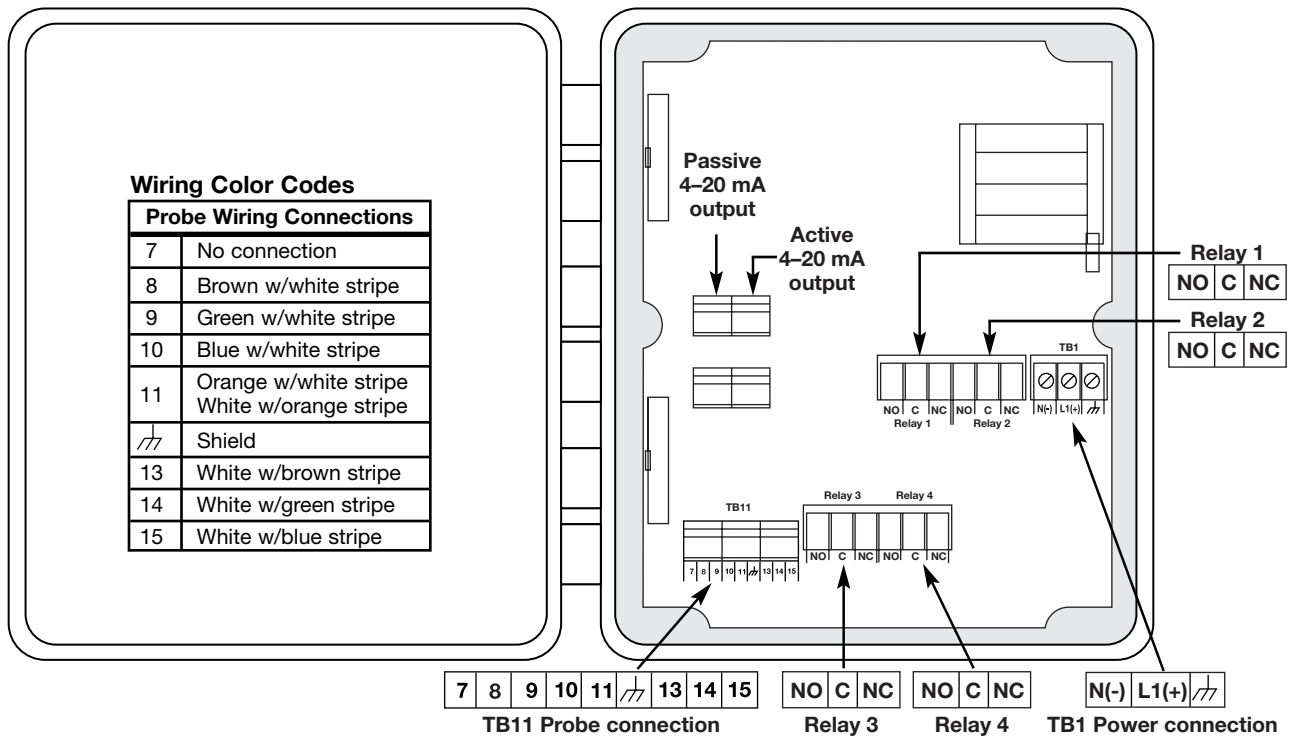 Wiring Color Codes
Probe Wiring Connections
7 No connection
8 Brown w/white stripe
9 Green w/white stripe
10 Blue w/white stripe
11 Orange w/white stripe
White w/orange stripe
Shield
13 White w/brown stripe
14 White w/green stripe
15 White w/blue stripe
Passive
4–20 mA
output
Active
4–20 mA
output
Relay 1
NO C NC
Relay 2
NO C NC
TB1
N(-) L1(+)
NO C NC NO C NC
Relay 1 Relay 2
TB11
7 8 9 10 11 13 14 15
Relay 3 Relay 4
NO C NC NO C NC
7 8 9 10 11 13 14 15
TB11 Probe connection
NO C NC
Relay 3
NO C NC
Relay 4
N(-) L1(+)
TB1 Power connection